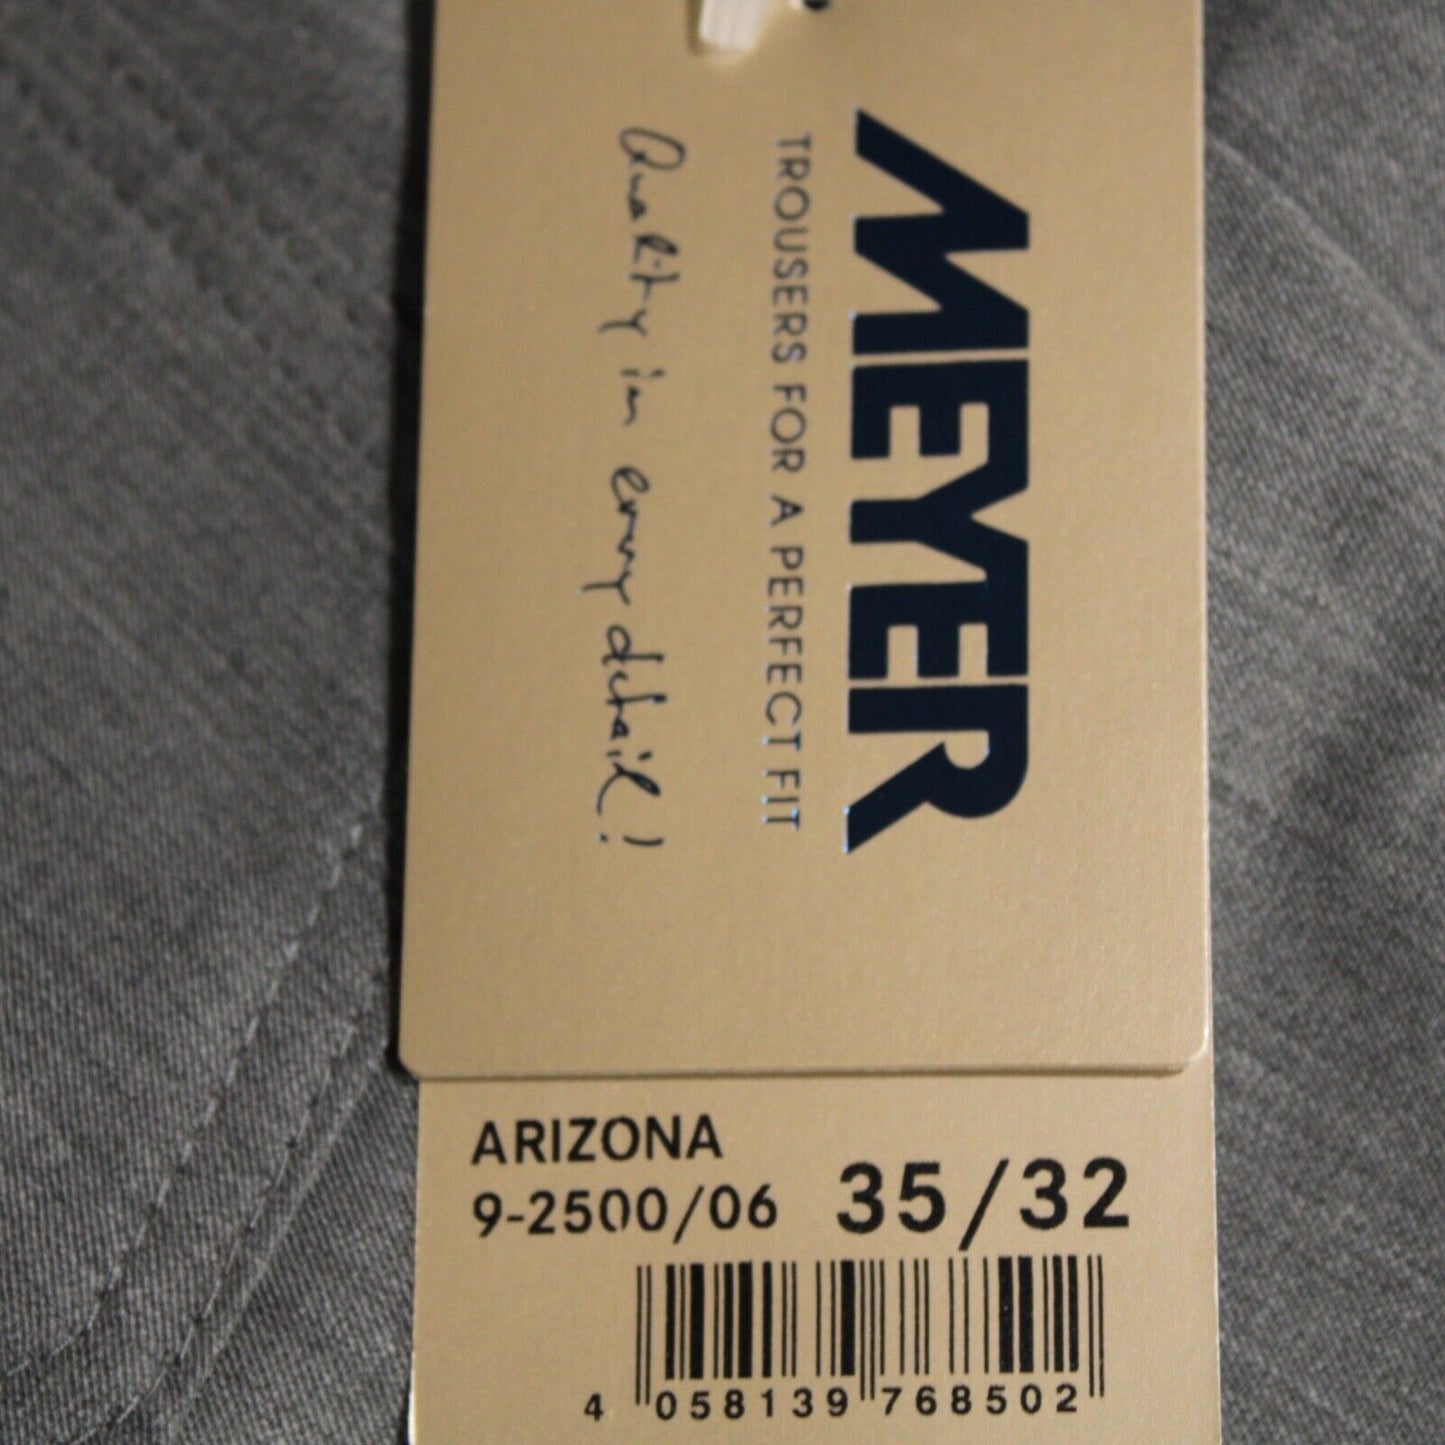 MEYER
TROUSERS FOR A PERFECT FIT
Quality in every detail!
ARIZONA
9-2500/06 35/32
4 058139 768502